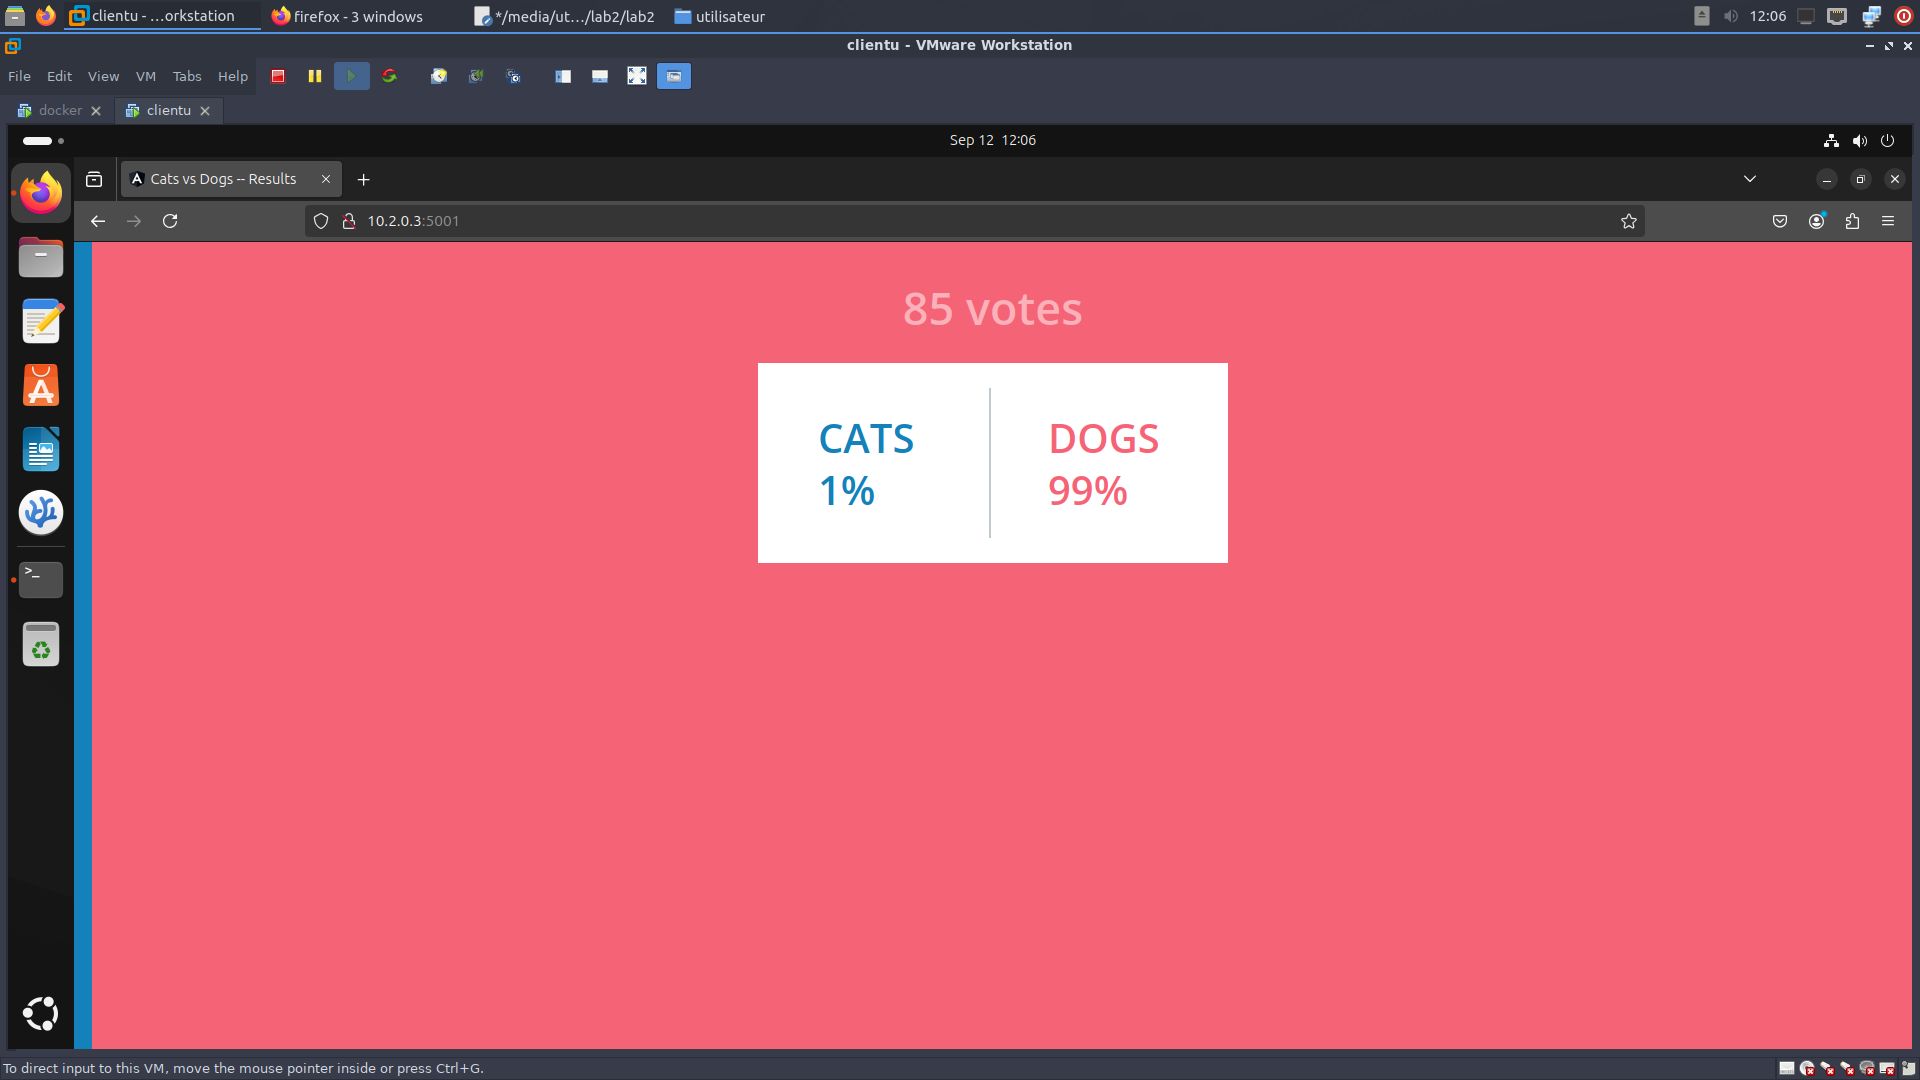 clientu - ...orkstation
firefox - 3 windows
*/media/ut.../lab2/lab2
utilisateur
12:06
clientu - VMware Workstation
File Edit View VM Tabs Help
docker
clientu
Sep 12 12:06
Cats vs Dogs -- Results
10.2.0.3:5001
85 votes
CATS
1%
DOGS
99%
To direct input to this VM, move the mouse pointer inside or press Ctrl+G.